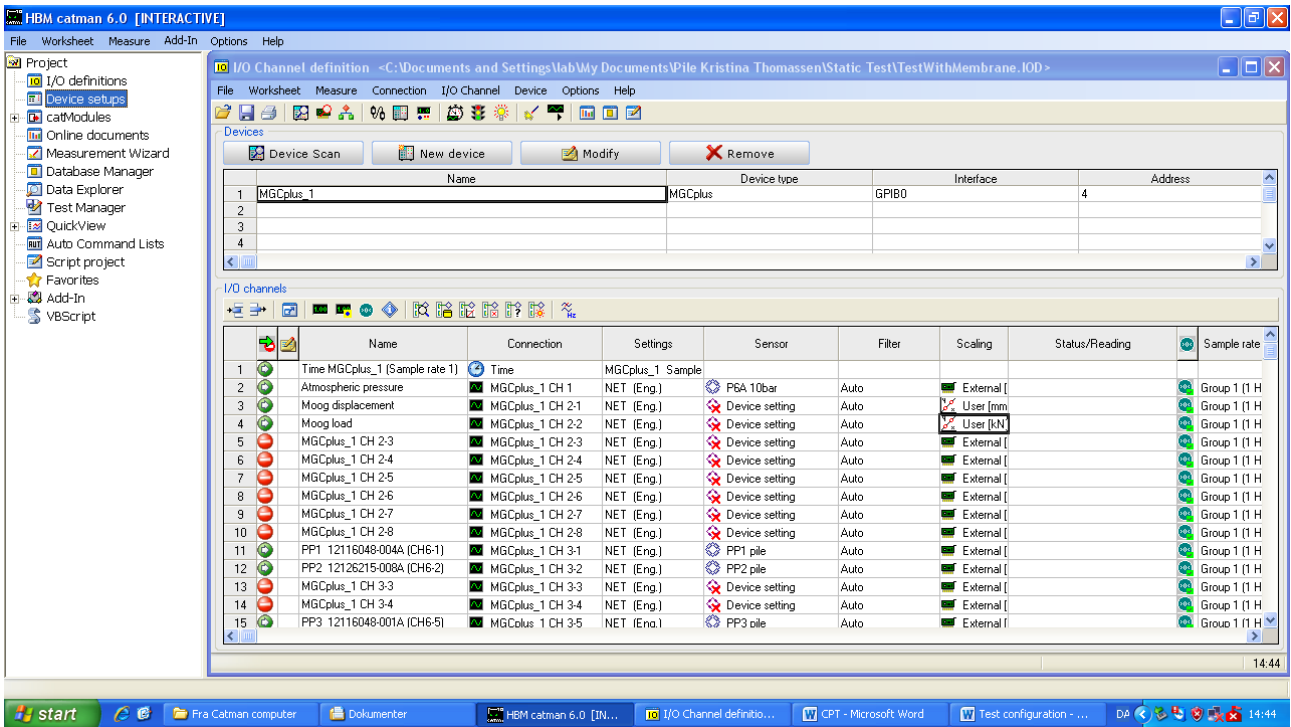 HBM catman 6.0 [INTERACTIVE]
File Worksheet Measure Add-In Options Help
Project
I/O definitions
Device setups
catModules
Online documents
Measurement Wizard
Database Manager
Data Explorer
Test Manager
QuickView
Auto Command Lists
Script project
Favorites
Add-In
VBScript
I/O Channel definition <C:\Documents and Settings\lab\My Documents\Pile Kristina Thomassen\Static Test\TestWithMembrane.IOD>
File Worksheet Measure Connection I/O Channel Device Options Help
Devices
Device Scan New device Modify Remove
Name Device type Interface Address
1 MGCplus_1 MGCplus GPIB0 4
2
3
4
I/O channels
Name Connection Settings Sensor Filter Scaling Status/Reading Sample rate
1 Time MGCplus_1 (Sample rate 1) Time MGCplus_1 Sample
2 Atmospheric pressure MGCplus_1 CH 1 NET (Eng.) P6A 10bar Auto External [ Group 1 (1 H
3 Moog displacement MGCplus_1 CH 2-1 NET (Eng.) Device setting Auto User [mm Group 1 (1 H
4 Moog load MGCplus_1 CH 2-2 NET (Eng.) Device setting Auto User [kN] Group 1 (1 H
5 MGCplus_1 CH 2-3 MGCplus_1 CH 2-3 NET (Eng.) Device setting Auto External [ Group 1 (1 H
6 MGCplus_1 CH 2-4 MGCplus_1 CH 2-4 NET (Eng.) Device setting Auto External [ Group 1 (1 H
7 MGCplus_1 CH 2-5 MGCplus_1 CH 2-5 NET (Eng.) Device setting Auto External [ Group 1 (1 H
8 MGCplus_1 CH 2-6 MGCplus_1 CH 2-6 NET (Eng.) Device setting Auto External [ Group 1 (1 H
9 MGCplus_1 CH 2-7 MGCplus_1 CH 2-7 NET (Eng.) Device setting Auto External [ Group 1 (1 H
10 MGCplus_1 CH 2-8 MGCplus_1 CH 2-8 NET (Eng.) Device setting Auto External [ Group 1 (1 H
11 PP1 12116048-004A (CH6-1) MGCplus_1 CH 3-1 NET (Eng.) PP1 pile Auto External [ Group 1 (1 H
12 PP2 12126215-008A (CH6-2) MGCplus_1 CH 3-2 NET (Eng.) PP2 pile Auto External [ Group 1 (1 H
13 MGCplus_1 CH 3-3 MGCplus_1 CH 3-3 NET (Eng.) Device setting Auto External [ Group 1 (1 H
14 MGCplus_1 CH 3-4 MGCplus_1 CH 3-4 NET (Eng.) Device setting Auto External [ Group 1 (1 H
15 PP3 12116048-001A (CH6-5) MGCplus_1 CH 3-5 NET (Eng.) PP3 pile Auto External [ Group 1 (1 H
14:44
start Fra Catman computer Dokumenter HBM catman 6.0 [IN... I/O Channel definitio... CPT - Microsoft Word Test configuration - ... DA 14:44